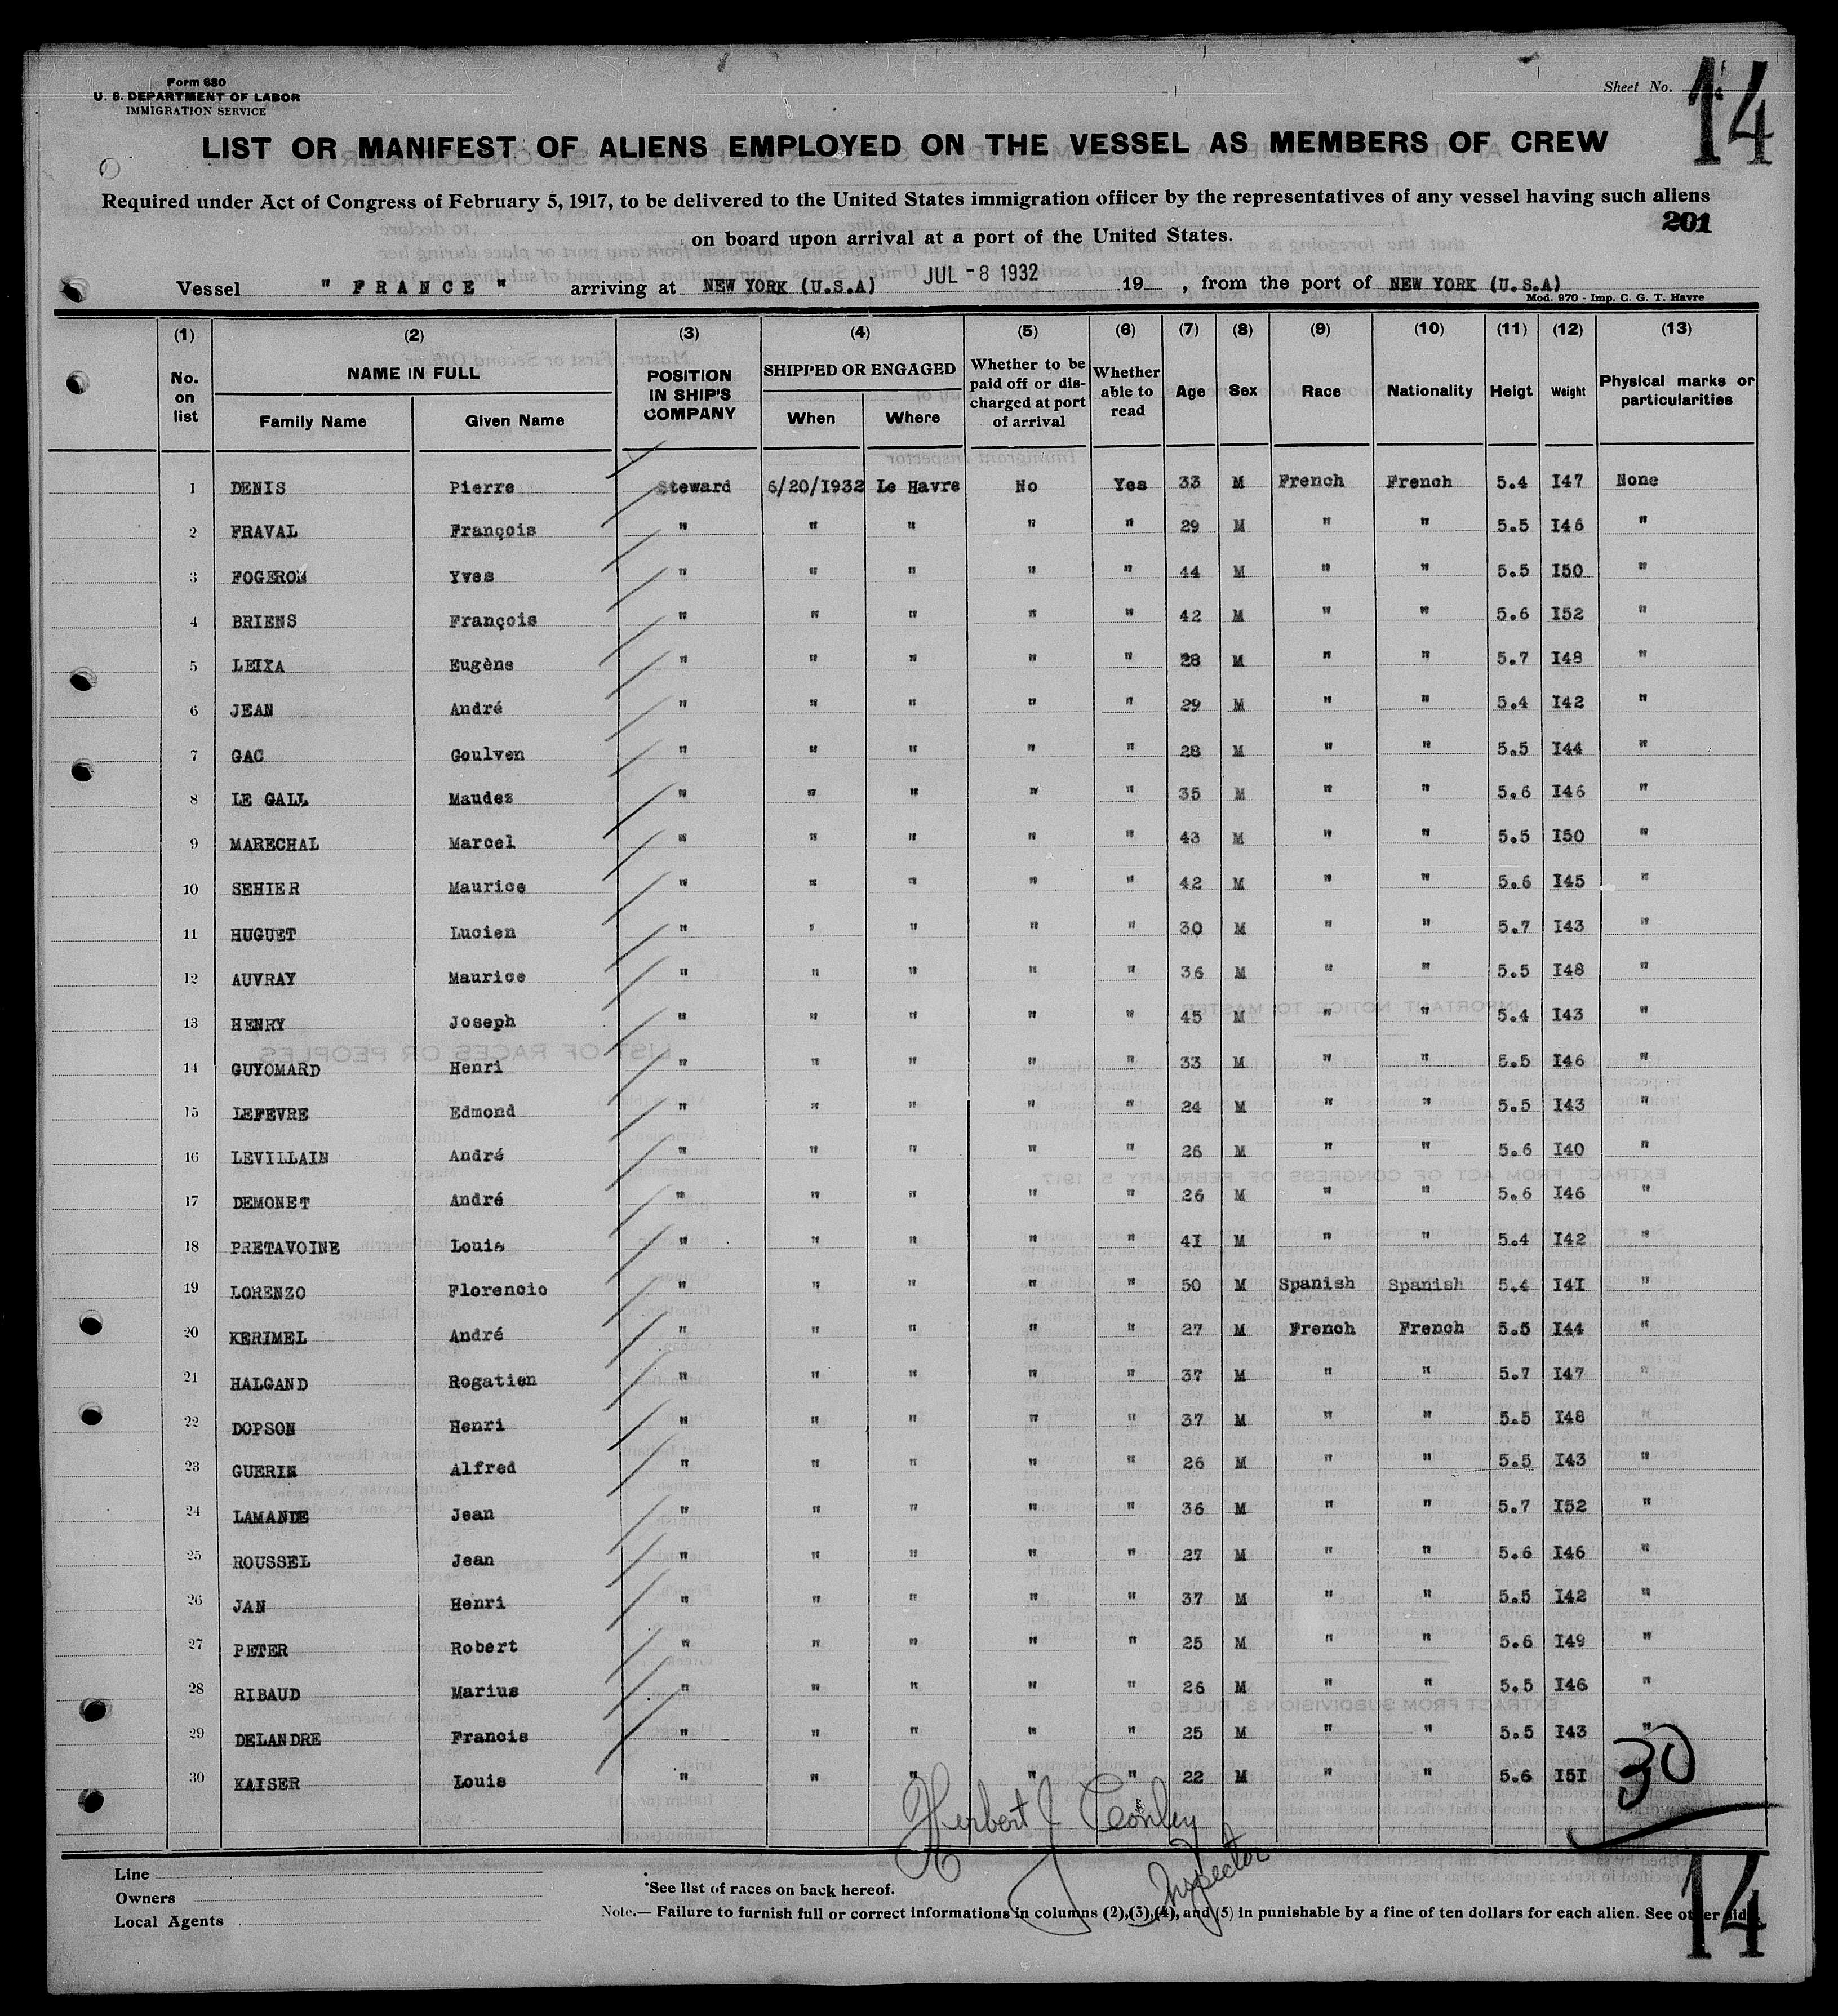 Form 680
U. S. DEPARTMENT OF LABOR
IMMIGRATION SERVICE
Sheet No. 14
LIST OR MANIFEST OF ALIENS EMPLOYED ON THE VESSEL AS MEMBERS OF CREW
Required under Act of Congress of February 5, 1917, to be delivered to the United States immigration officer by the representatives of any vessel having such aliens
201
on board upon arrival at a port of the United States.
Vessel " FRANCE " arriving at NEW YORK (U.S.A) JUL -8 1932 19 , from the port of NEW YORK (U.S.A)
Mod. 970 - Imp. C. G. T. Havre
(1) (2) (3) (4) (5) (6) (7) (8) (9) (10) (11) (12) (13)
No. on list NAME IN FULL Family Name Given Name POSITION IN SHIP'S COMPANY SHIPPED OR ENGAGED When Where Whether to be paid off or discharged at port of arrival Whether able to read Age Sex Race Nationality Heigt Weight Physical marks or particularities
1 DENIS Pierre Steward 6/20/1932 Le Havre No Yes 33 M French French 5.4 I47 None
2 FRAVAL François " " " " " 29 M " " 5.5 I46 "
3 FOGERON Yves " " " " " 44 M " " 5.5 I50 "
4 BRIENS François " " " " " 42 M " " 5.6 I52 "
5 LEIXA Eugène " " " " " 28 M " " 5.7 I48 "
6 JEAN André " " " " " 29 M " " 5.4 I42 "
7 GAC Goulven " " " " " 28 M " " 5.5 I44 "
8 LE GALL Maudez " " " " " 35 M " " 5.6 I46 "
9 MARECHAL Marcel " " " " " 43 M " " 5.5 I50 "
10 SEHIER Maurice " " " " " 42 M " " 5.6 I45 "
11 HUGUET Lucien " " " " " 30 M " " 5.7 I43 "
12 AUVRAY Maurice " " " " " 36 M " " 5.5 I48 "
13 HENRY Joseph " " " " " 45 M " " 5.4 I43 "
14 GUYOMARD Henri " " " " " 33 M " " 5.5 I46 "
15 LEFEVRE Edmond " " " " " 24 M " " 5.5 I43 "
16 LEVILLAIN André " " " " " 26 M " " 5.6 I40 "
17 DEMONET André " " " " " 26 M " " 5.6 I46 "
18 PRETAVOINE Louis " " " " " 4I M " " 5.4 I42 "
19 LORENZO Florencio " " " " " 50 M Spanish Spanish 5.4 I4I "
20 KERIMEL André " " " " " 27 M French French 5.5 I44 "
21 HALGAND Rogatien " " " " " 37 M " " 5.7 I47 "
22 DOPSON Henri " " " " " 37 M " " 5.5 I48 "
23 GUERIN Alfred " " " " " 26 M " " 5.5 I43 "
24 LAMANDE Jean " " " " " 36 M " " 5.7 I52 "
25 ROUSSEL Jean " " " " " 27 M " " 5.6 I46 "
26 JAN Henri " " " " " 37 M " " 5.5 I42 "
27 PETER Robert " " " " " 25 M " " 5.6 I49 "
28 RIBAUD Marius " " " " " 26 M " " 5.5 I46 "
29 DELANDRE Francis " " " " " 25 M " " 5.5 I43 "
30 KAISER Louis " " " " " 22 M " " 5.6 I5I
30
Herbert J
Inspector
Line
Owners
Local Agents
*See list of races on back hereof.
Note.— Failure to furnish full or correct informations in columns (2),(3),(4), and (5) in punishable by a fine of ten dollars for each alien. See other side.
14